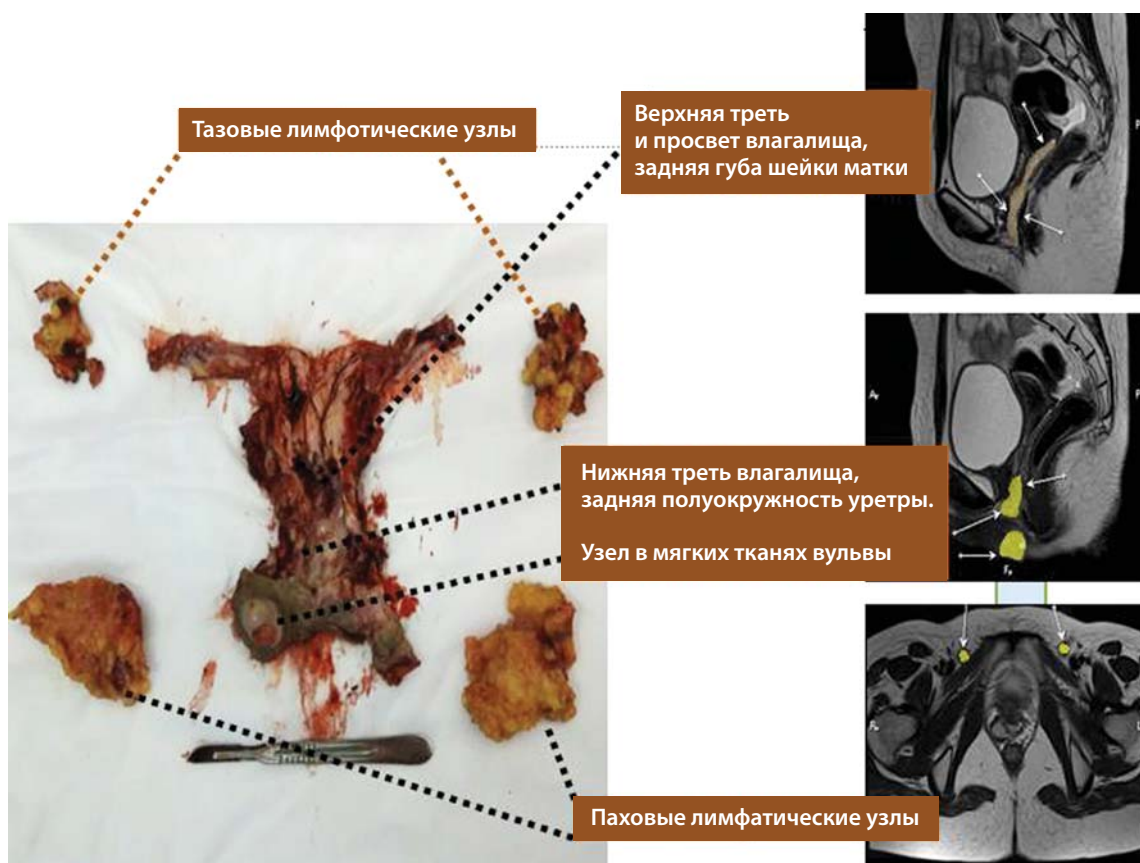 Тазовые лимфотические узлы
Верхняя треть
и просвет влагалища,
задняя губа шейки матки
Нижняя треть влагалища,
задняя полуокружность уретры.
Узел в мягких тканях вульвы
Паховые лимфатические узлы